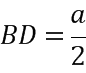 BD = a/2